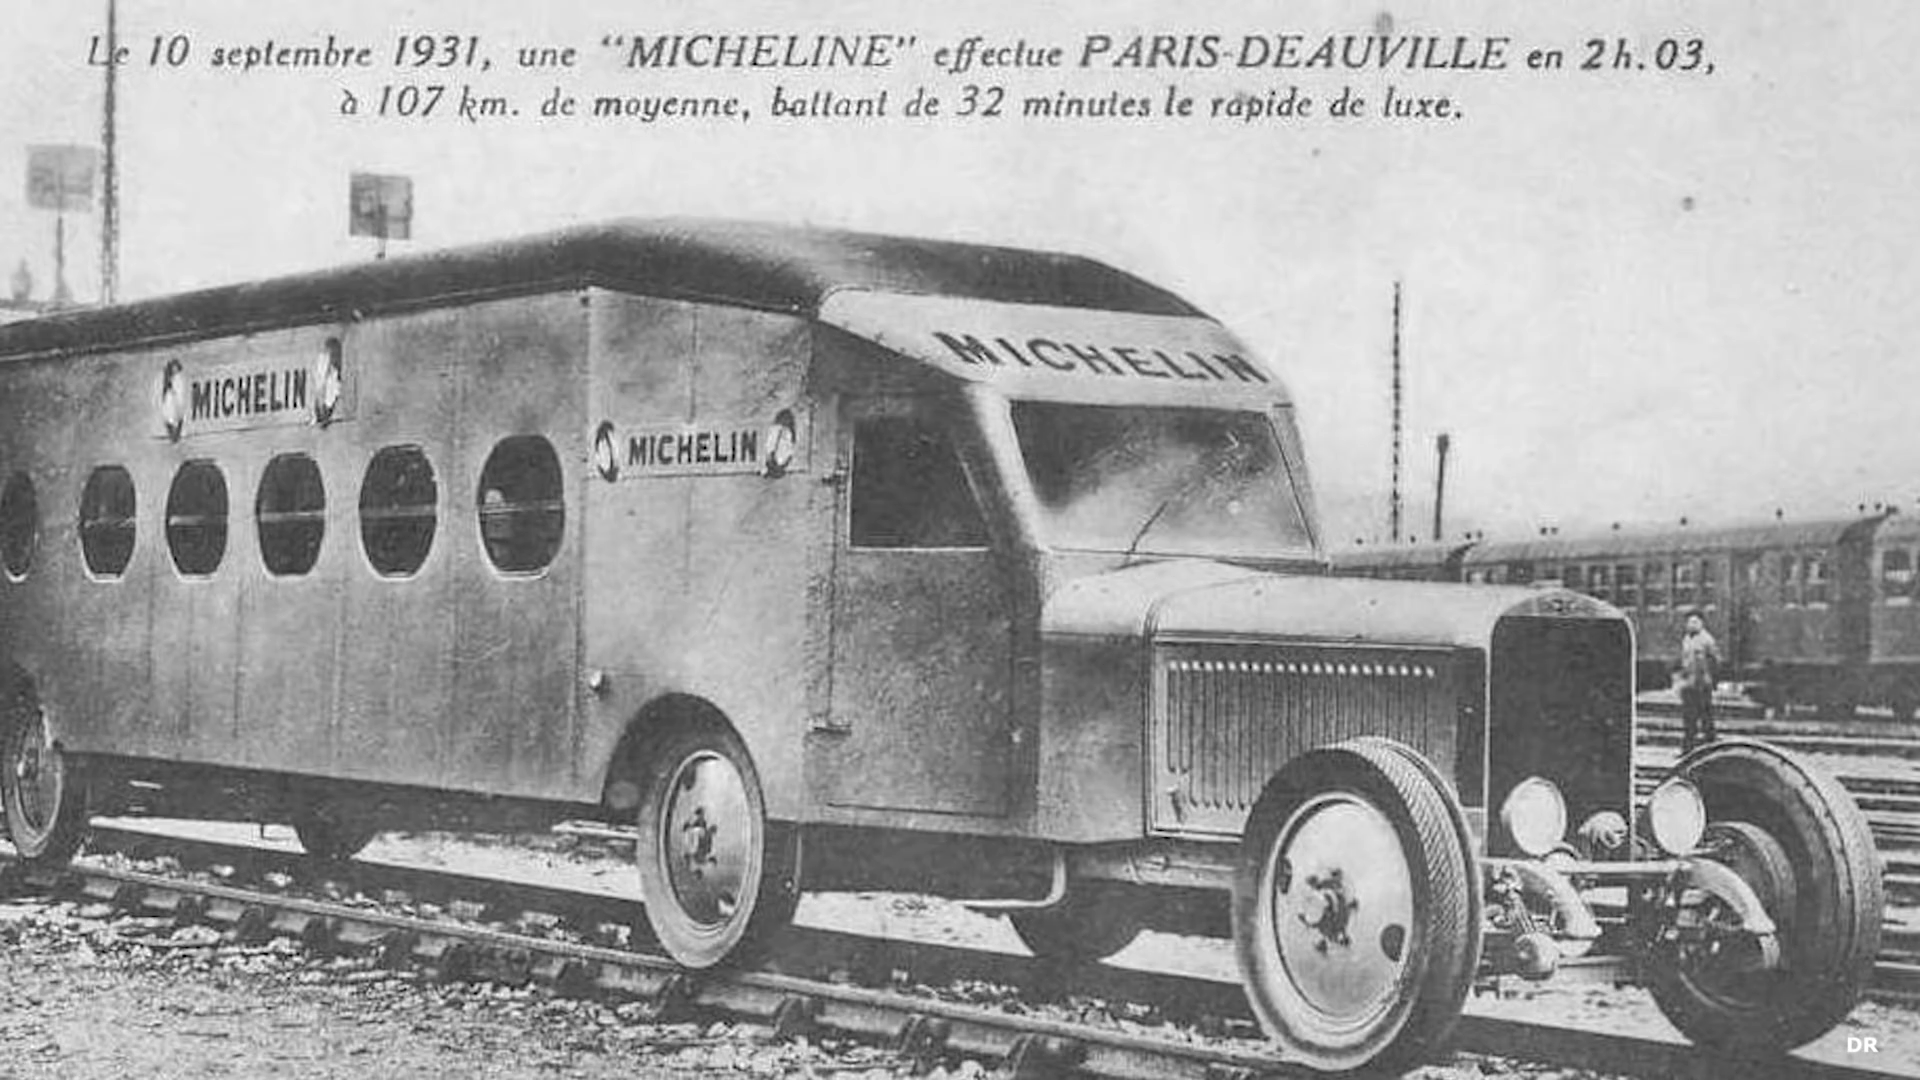 Le 10 septembre 1931, une "MICHELINE" effectue PARIS-DEAUVILLE en 2h.03,
à 107 km. de moyenne, battant de 32 minutes le rapide de luxe.
MICHELIN
MICHELIN
MICHELIN
DR